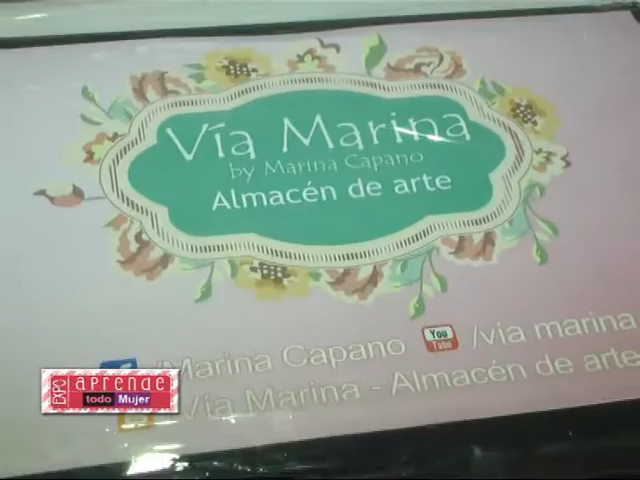 Vía Marina
by Marina Capano
Almacén de arte
/Marina Capano
You Tube
/via marina
Vía Marina - Almacén de arte
EXPO
aprende
todo Mujer